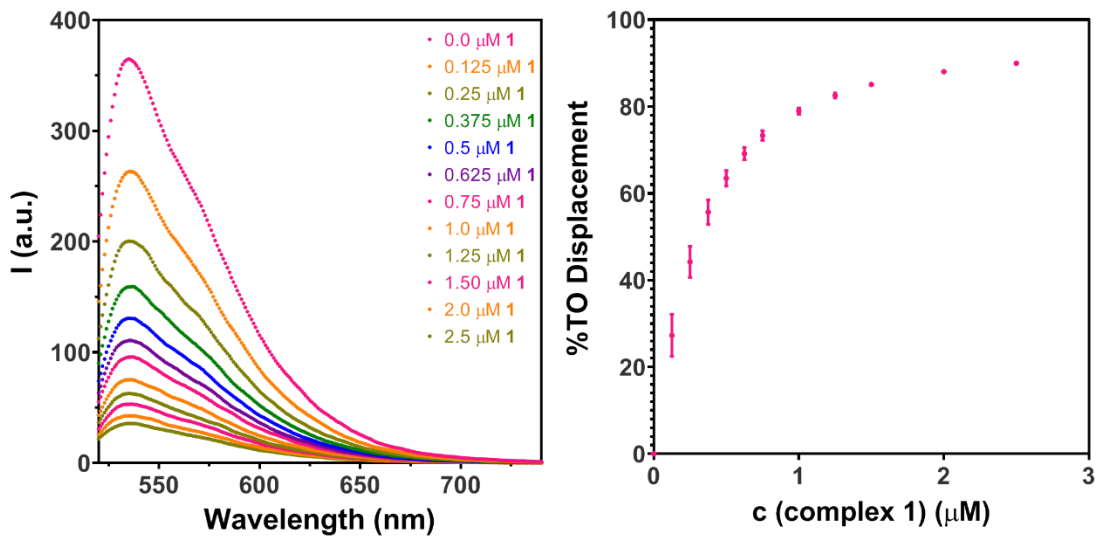 400
300
200
100
0
I (a.u.)
550
600
650
700
Wavelength (nm)
0.0 μM 1
0.125 μM 1
0.25 μM 1
0.375 μM 1
0.5 μM 1
0.625 μM 1
0.75 μM 1
1.0 μM 1
1.25 μM 1
1.50 μM 1
2.0 μM 1
2.5 μM 1
100
80
60
40
20
0
%TO Displacement
0
1
2
3
c (complex 1) (μM)